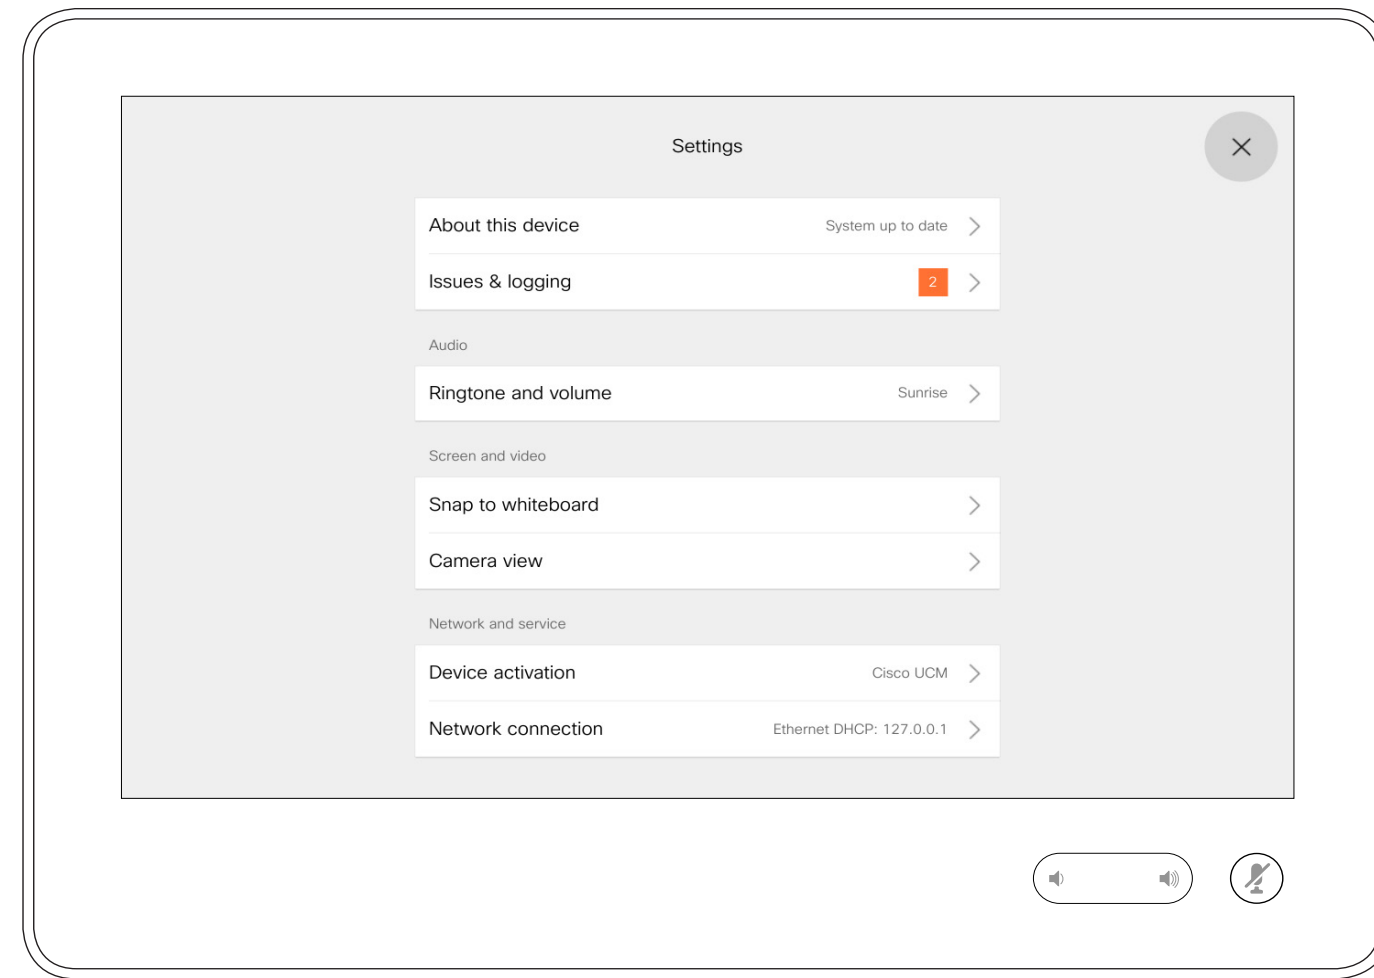 Settings
About this device System up to date
Issues & logging 2
Audio
Ringtone and volume Sunrise
Screen and video
Snap to whiteboard
Camera view
Network and service
Device activation Cisco UCM
Network connection Ethernet DHCP: 127.0.0.1